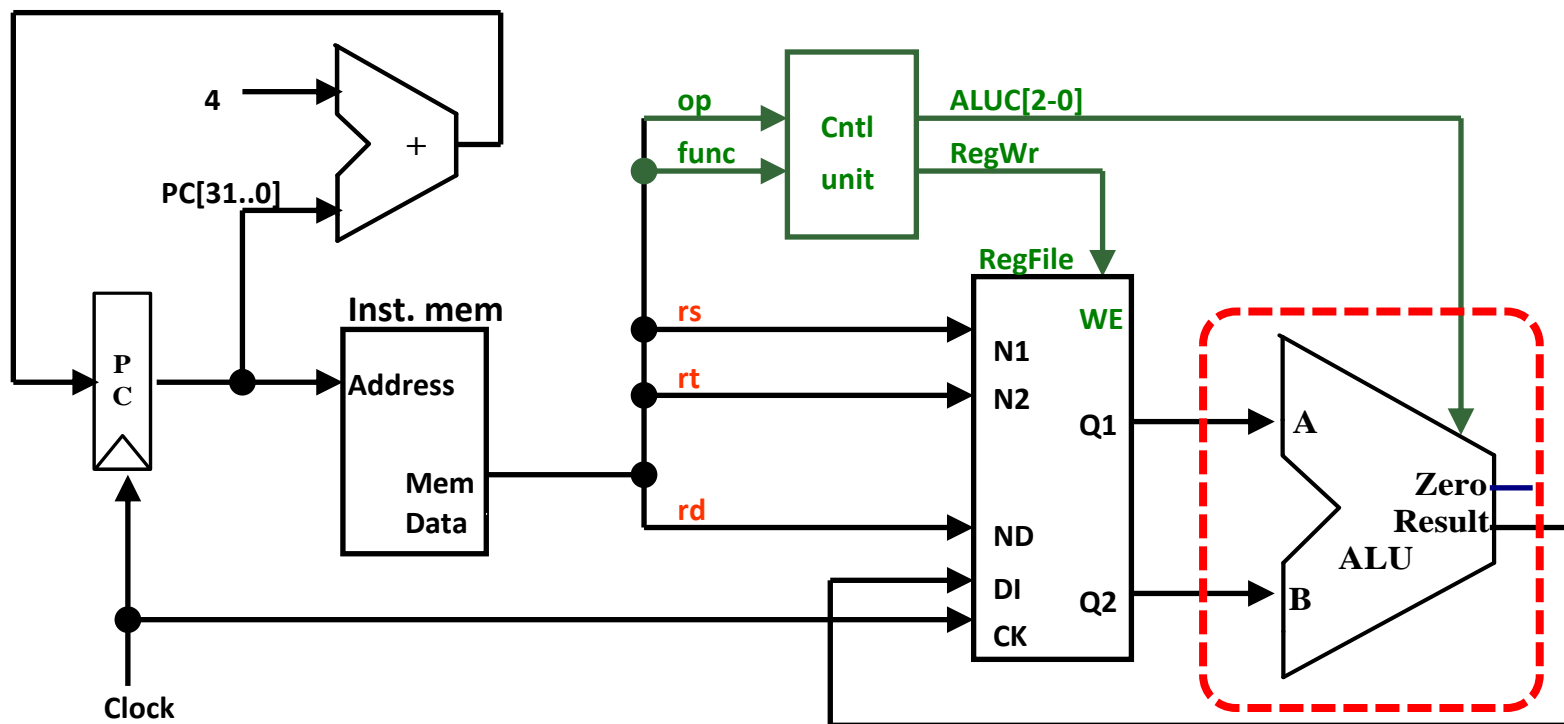 4
+
PC[31..0]
P
C
Inst. mem
Address
Mem
Data
Clock
op
func
Cntl
unit
ALUC[2-0]
RegWr
RegFile
rs
rt
rd
WE
N1
N2
Q1
ND
DI
Q2
CK
A
Zero
Result
ALU
B